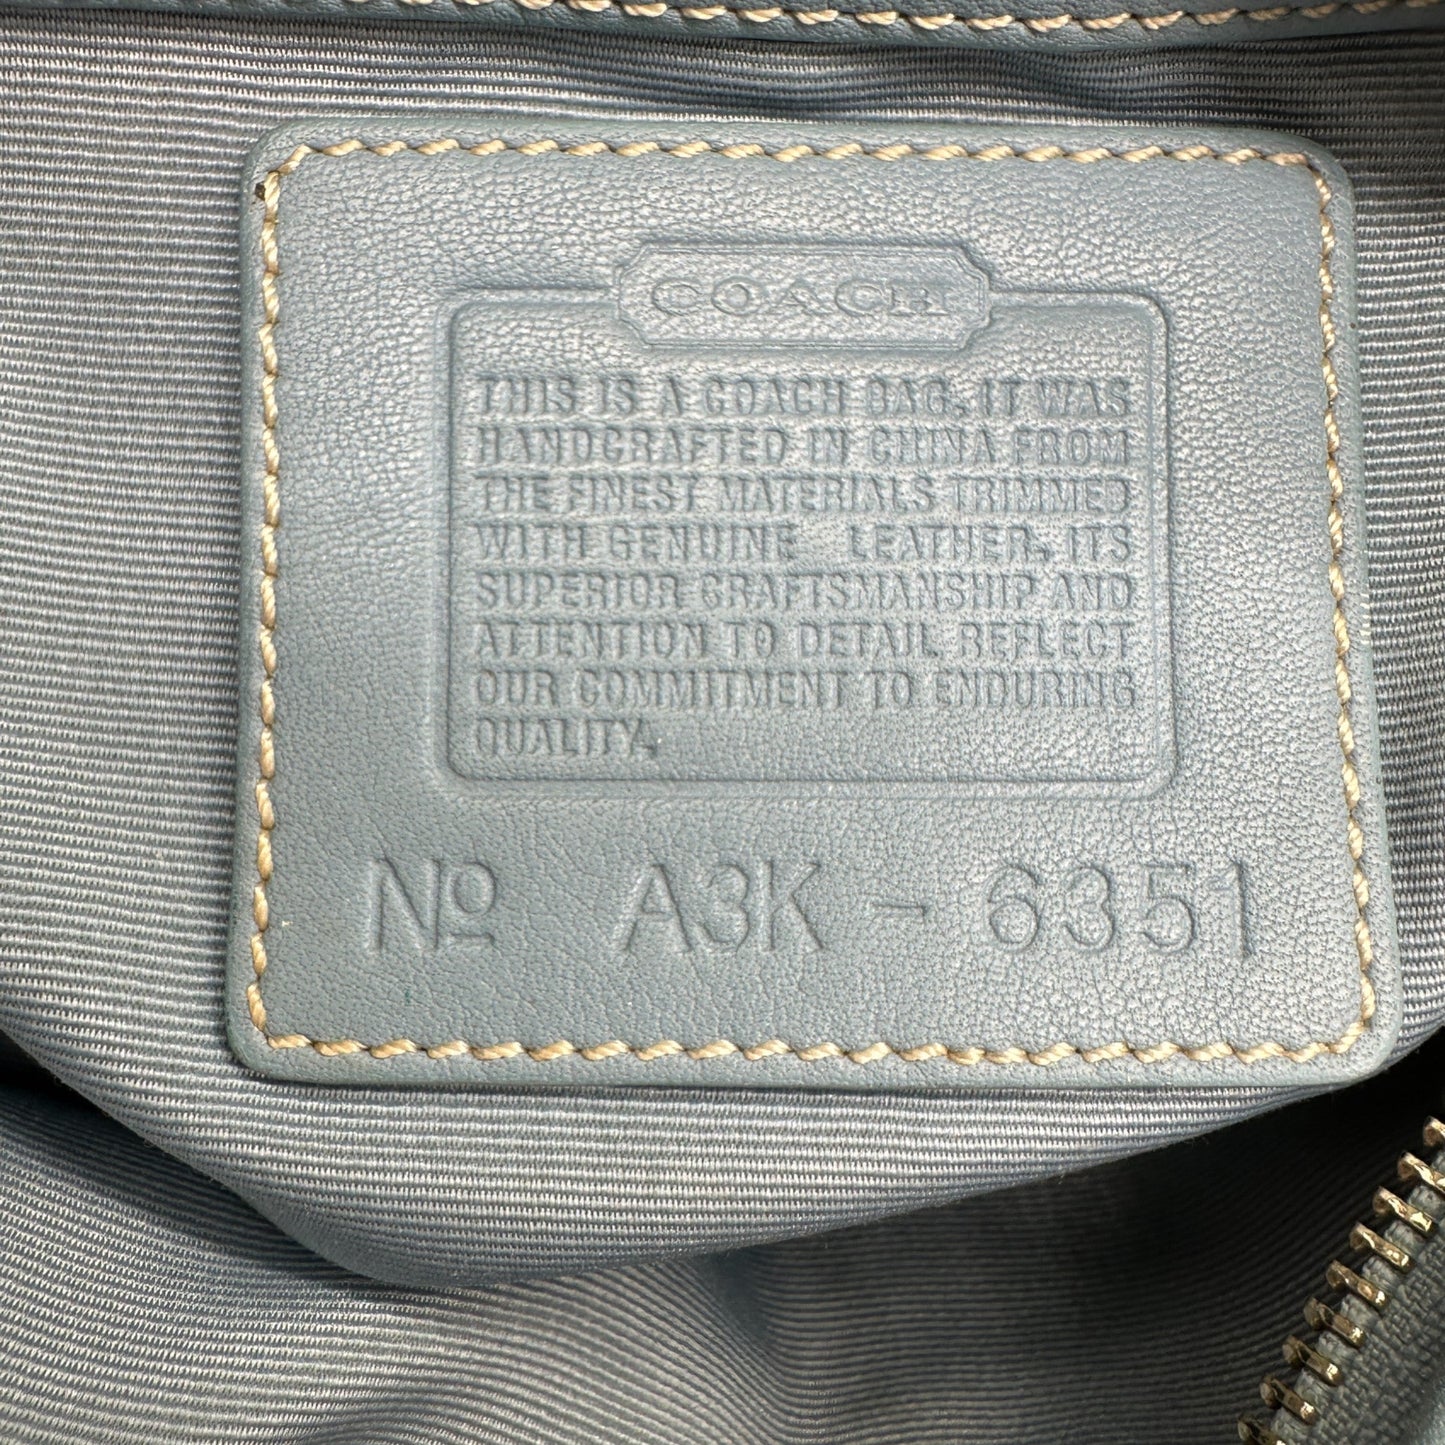 COACH
THIS IS A COACH BAG. IT WAS
HANDCRAFTED IN CHINA FROM
THE FINEST MATERIALS TRIMMED
WITH GENUINE LEATHER. ITS
SUPERIOR CRAFTSMANSHIP AND
ATTENTION TO DETAIL REFLECT
OUR COMMITMENT TO ENDURING
QUALITY.
No A3K - 6351